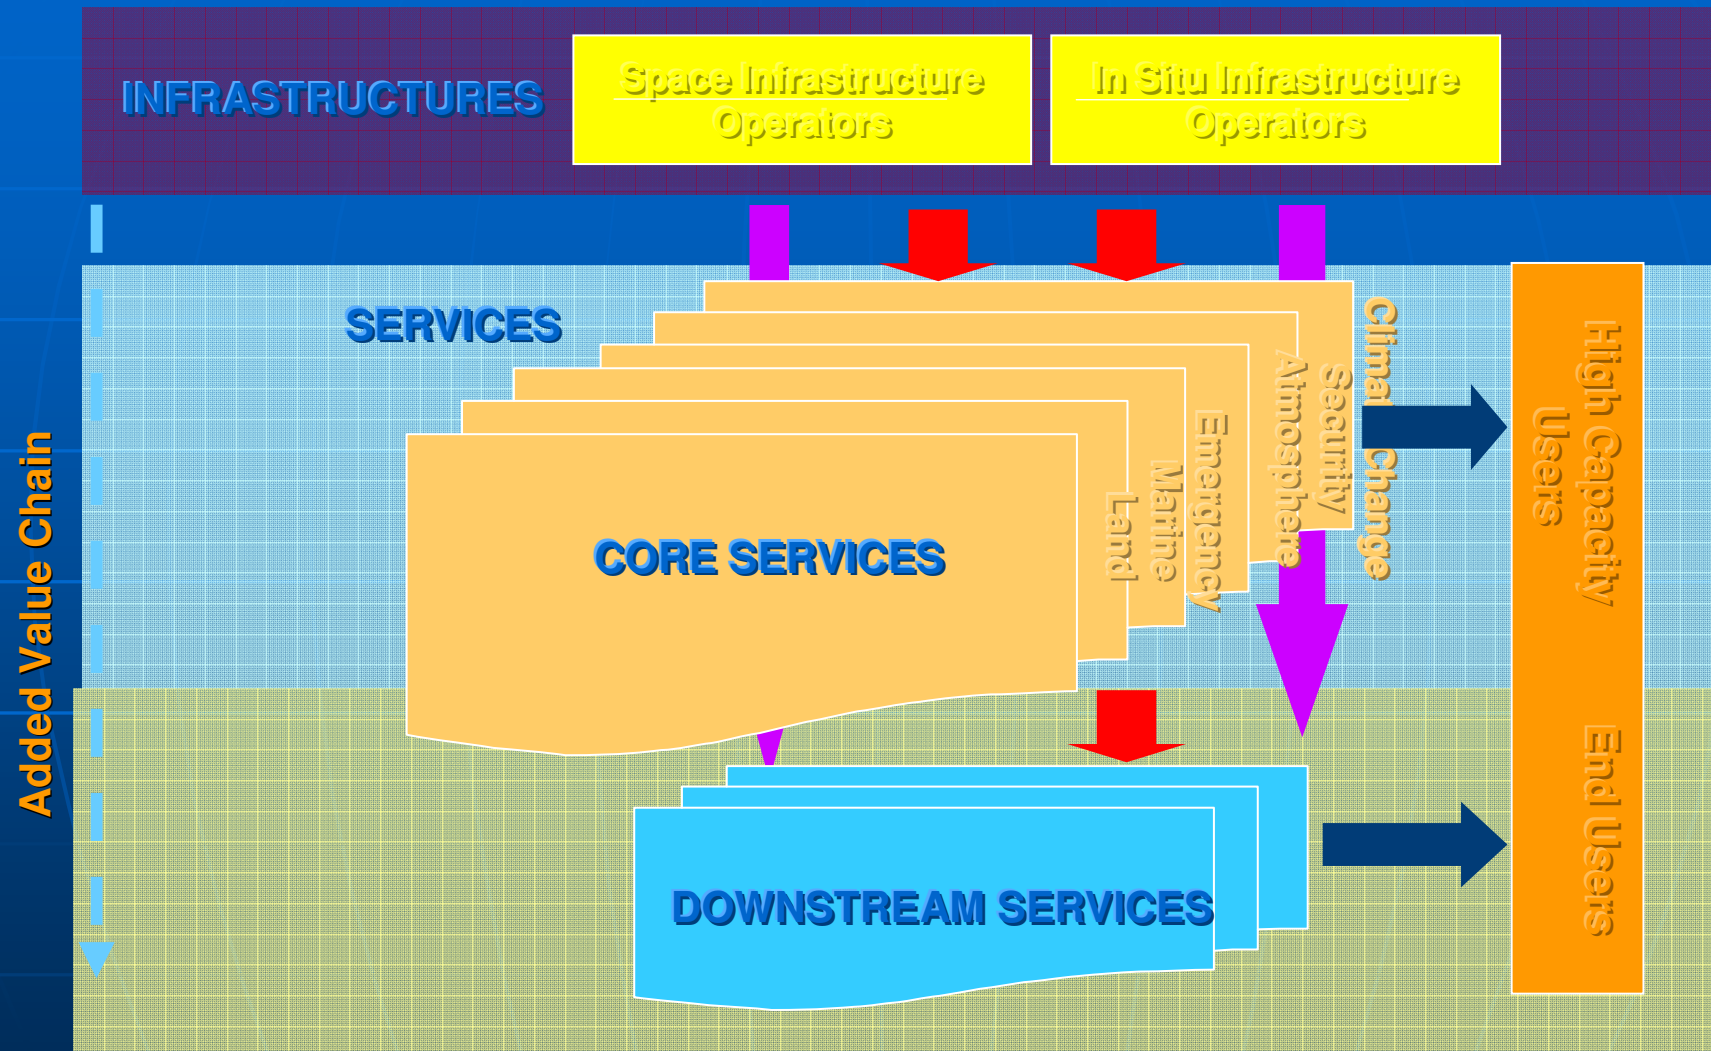 INFRASTRUCTURES
Space Infrastructure
Operators
In Situ Infrastructure
Operators
SERVICES
CORE SERVICES
Land
Marine
Emergency
Atmosphere
Security
Climate Change
High Capacity
Users
End Users
DOWNSTREAM SERVICES
Added Value Chain